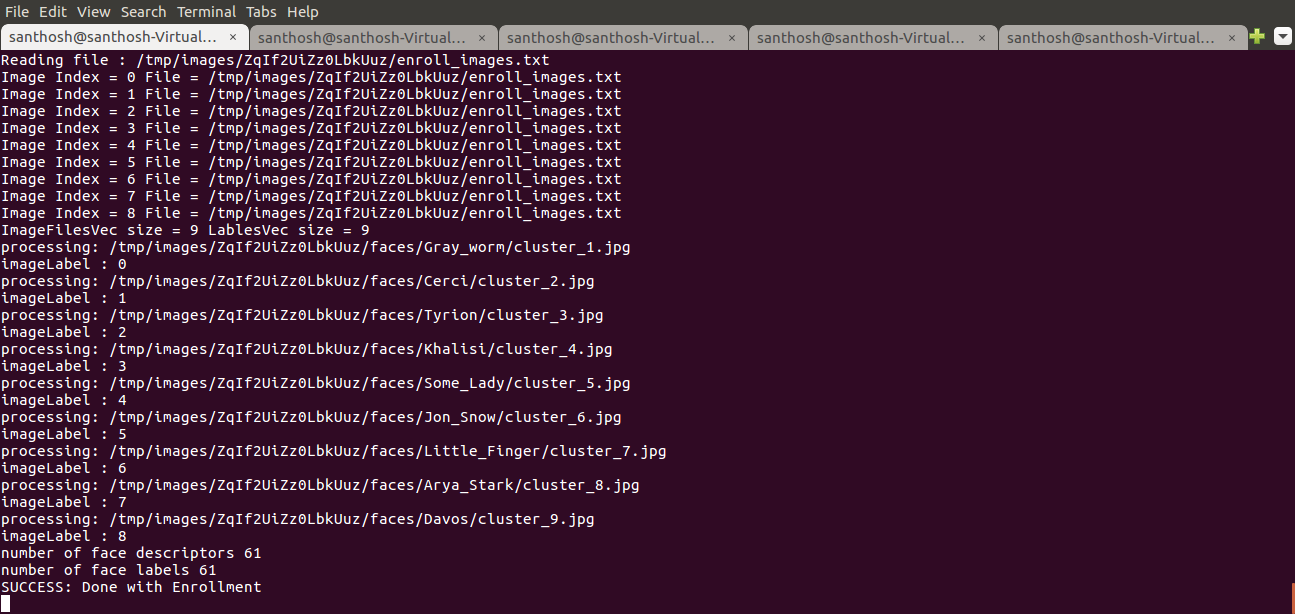 File Edit View Search Terminal Tabs Help
santhosh@santhosh-Virtual... × santhosh@santhosh-Virtual... × santhosh@santhosh-Virtual... × santhosh@santhosh-Virtual... × santhosh@santhosh-Virtual... ×
Reading file : /tmp/images/ZqIf2UiZz0LbkUuz/enroll_images.txt
Image Index = 0 File = /tmp/images/ZqIf2UiZz0LbkUuz/enroll_images.txt
Image Index = 1 File = /tmp/images/ZqIf2UiZz0LbkUuz/enroll_images.txt
Image Index = 2 File = /tmp/images/ZqIf2UiZz0LbkUuz/enroll_images.txt
Image Index = 3 File = /tmp/images/ZqIf2UiZz0LbkUuz/enroll_images.txt
Image Index = 4 File = /tmp/images/ZqIf2UiZz0LbkUuz/enroll_images.txt
Image Index = 5 File = /tmp/images/ZqIf2UiZz0LbkUuz/enroll_images.txt
Image Index = 6 File = /tmp/images/ZqIf2UiZz0LbkUuz/enroll_images.txt
Image Index = 7 File = /tmp/images/ZqIf2UiZz0LbkUuz/enroll_images.txt
Image Index = 8 File = /tmp/images/ZqIf2UiZz0LbkUuz/enroll_images.txt
ImageFilesVec size = 9 LablesVec size = 9
processing: /tmp/images/ZqIf2UiZz0LbkUuz/faces/Gray_worm/cluster_1.jpg
imageLabel : 0
processing: /tmp/images/ZqIf2UiZz0LbkUuz/faces/Cerci/cluster_2.jpg
imageLabel : 1
processing: /tmp/images/ZqIf2UiZz0LbkUuz/faces/Tyrion/cluster_3.jpg
imageLabel : 2
processing: /tmp/images/ZqIf2UiZz0LbkUuz/faces/Khalisi/cluster_4.jpg
imageLabel : 3
processing: /tmp/images/ZqIf2UiZz0LbkUuz/faces/Some_Lady/cluster_5.jpg
imageLabel : 4
processing: /tmp/images/ZqIf2UiZz0LbkUuz/faces/Jon_Snow/cluster_6.jpg
imageLabel : 5
processing: /tmp/images/ZqIf2UiZz0LbkUuz/faces/Little_Finger/cluster_7.jpg
imageLabel : 6
processing: /tmp/images/ZqIf2UiZz0LbkUuz/faces/Arya_Stark/cluster_8.jpg
imageLabel : 7
processing: /tmp/images/ZqIf2UiZz0LbkUuz/faces/Davos/cluster_9.jpg
imageLabel : 8
number of face descriptors 61
number of face labels 61
SUCCESS: Done with Enrollment